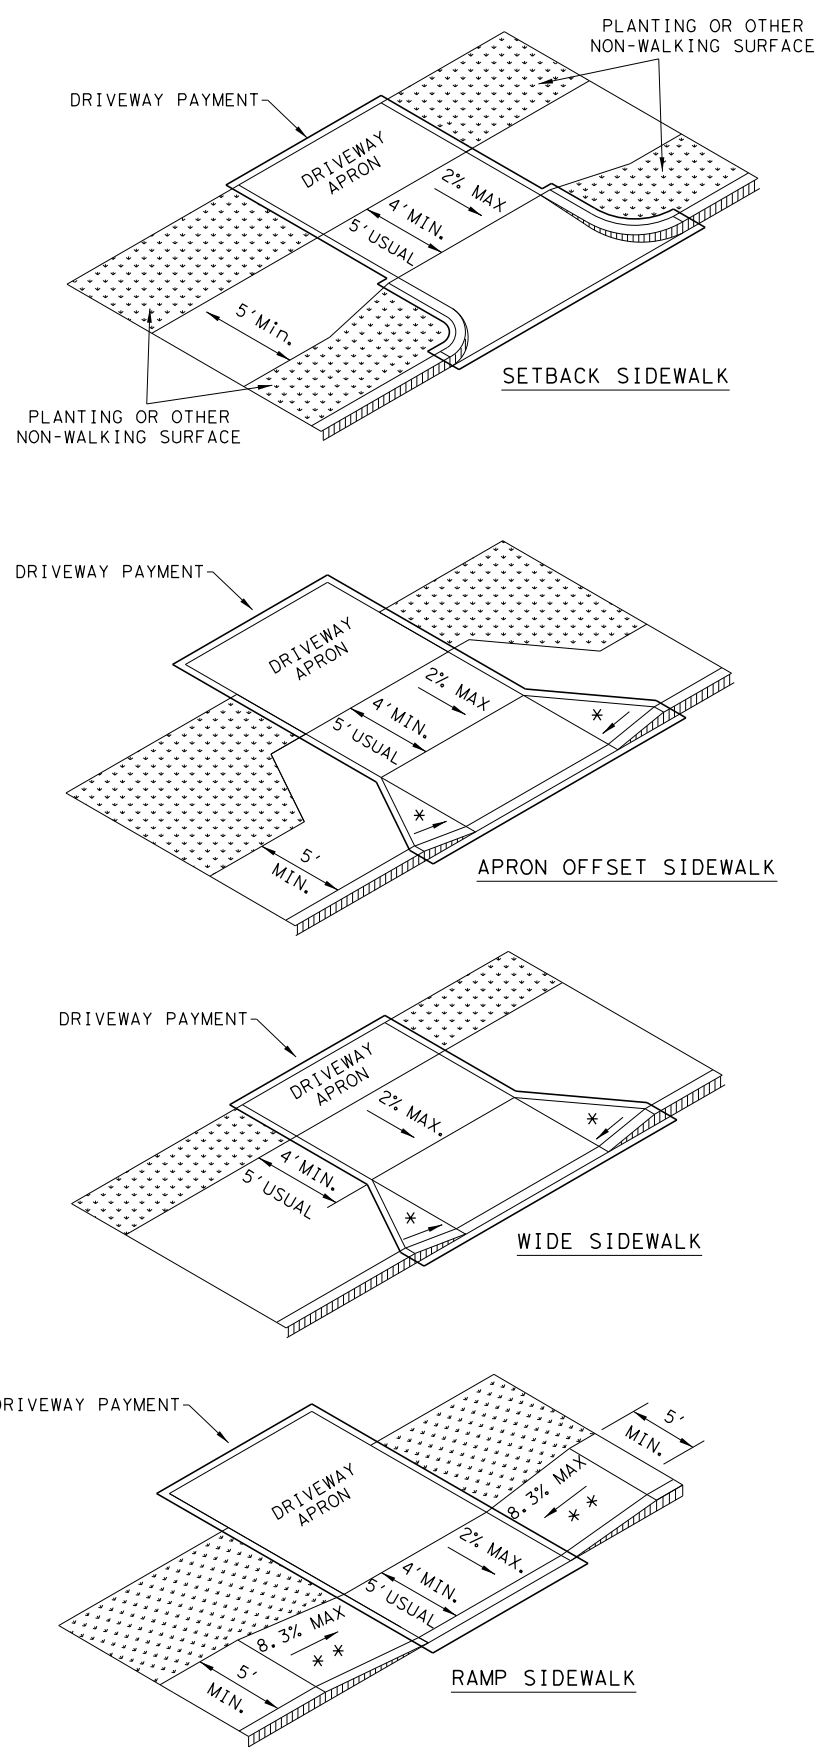 PLANTING OR OTHER
NON-WALKING SURFACE
DRIVEWAY PAYMENT
DRIVEWAY
APRON
2% MAX
4' MIN.
5' USUAL
5' Min.
SETBACK SIDEWALK
PLANTING OR OTHER
NON-WALKING SURFACE
DRIVEWAY PAYMENT
DRIVEWAY
APRON
2% MAX
4' MIN.
5' USUAL
*
*
5'
MIN.
APRON OFFSET SIDEWALK
DRIVEWAY PAYMENT
DRIVEWAY
APRON
2% MAX.
*
4' MIN.
5' USUAL
*
WIDE SIDEWALK
DRIVEWAY PAYMENT
5'
MIN.
8.3% MAX
* *
DRIVEWAY
APRON
2% MAX.
4' MIN.
5' USUAL
8.3% MAX
* *
5'
MIN.
RAMP SIDEWALK